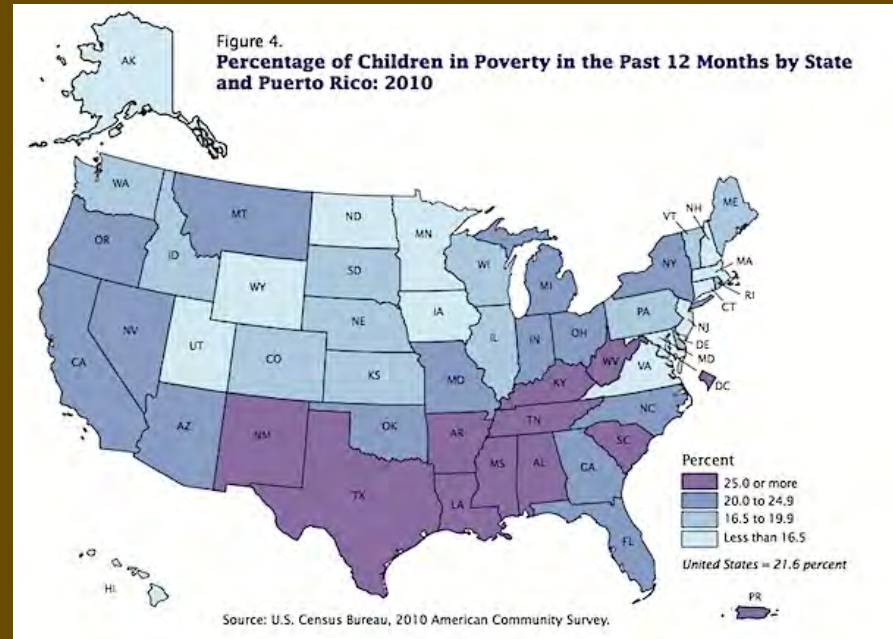 Figure 4.
Percentage of Children in Poverty in the Past 12 Months by State
and Puerto Rico: 2010
AK
WA
MT
ND
MN
VT
NH
ME
OR
ID
SD
WI
NY
MA
WY
MI
RI
CT
NV
NE
IA
PA
NJ
UT
IL
IN
OH
DE
MD
CA
CO
KS
MO
WV
VA
DC
KY
AZ
NM
OK
AR
TN
NC
SC
MS
AL
GA
TX
LA
FL
HI
PR
Percent
25.0 or more
20.0 to 24.9
16.5 to 19.9
Less than 16.5
United States = 21.6 percent
Source: U.S. Census Bureau, 2010 American Community Survey.